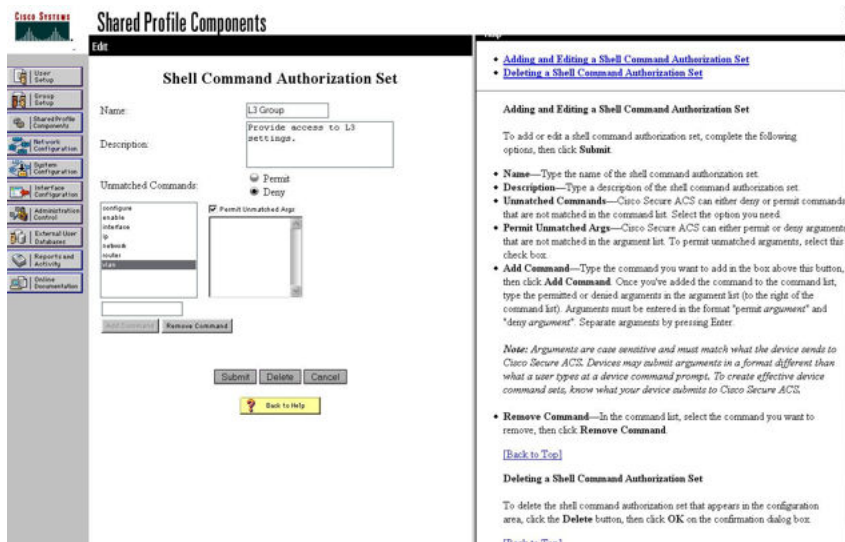 CISCO SYSTEMS
Shared Profile Components
Edit
User Setup
Group Setup
Shared Profile Components
Network Configuration
System Configuration
Interface Configuration
Administration Control
External User Databases
Reports and Activity
Online Documentation
Shell Command Authorization Set
Name:
L3 Group
Description:
Provide access to L3
settings.
Unmatched Commands:
Permit
Deny
configure
enable
interface
ip
network
router
vlan
Permit Unmatched Args
Add Command
Remove Command
Submit
Delete
Cancel
Back to Help
Help
• Adding and Editing a Shell Command Authorization Set
• Deleting a Shell Command Authorization Set
Adding and Editing a Shell Command Authorization Set
To add or edit a shell command authorization set, complete the following
options, then click Submit.
• Name—Type the name of the shell command authorization set.
• Description—Type a description of the shell command authorization set.
• Unmatched Commands—Cisco Secure ACS can either deny or permit commands
that are not matched in the command list. Select the option you need.
• Permit Unmatched Args—Cisco Secure ACS can either permit or deny arguments
that are not matched in the argument list. To permit unmatched arguments, select this
check box.
• Add Command—Type the command you want to add in the box above this button,
then click Add Command. Once you've added the command to the command list,
type the permitted or denied arguments in the argument list (to the right of the
command list). Arguments must be entered in the format "permit argument" and
"deny argument". Separate arguments by pressing Enter.
Note: Arguments are case sensitive and must match what the device sends to
Cisco Secure ACS. Devices may submit arguments in a format different than
what a user types at a device command prompt. To create effective device
command sets, know what your device submits to Cisco Secure ACS.
• Remove Command—In the command list, select the command you want to
remove, then click Remove Command.
[Back to Top]
Deleting a Shell Command Authorization Set
To delete the shell command authorization set that appears in the configuration
area, click the Delete button, then click OK on the confirmation dialog box.
[Back to Top]